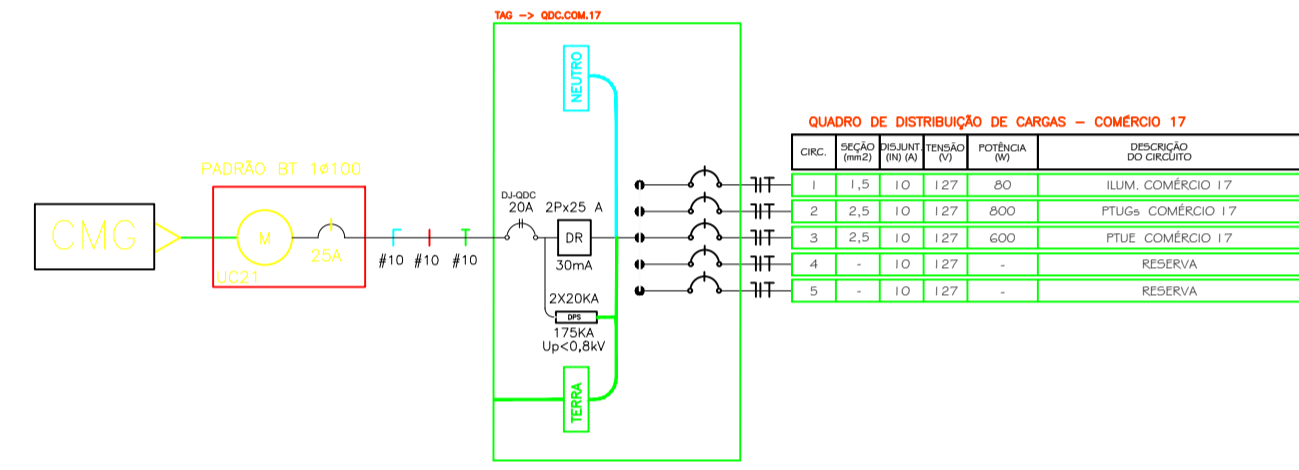 TAG -> QDC.COM.17
NEUTRO
QUADRO DE DISTRIBUIÇÃO DE CARGAS – COMÉRCIO 17
CIRC. SEÇÃO (mm2) DISJUNT. (IN) (A) TENSÃO (V) POTÊNCIA (W) DESCRIÇÃO DO CIRCUITO
1 1,5 10 127 80 ILUM. COMÉRCIO 17
2 2,5 10 127 800 PTUGs COMÉRCIO 17
3 2,5 10 127 600 PTUE COMÉRCIO 17
4 - 10 127 - RESERVA
5 - 10 127 - RESERVA
PADRÃO BT 1ø100
CMG
M
25A
UC21
#10 #10 #10
DJ-QDC
20A
2Px25 A
DR
30mA
2X20KA
DPS
175KA
Up<0,8kV
TERRA